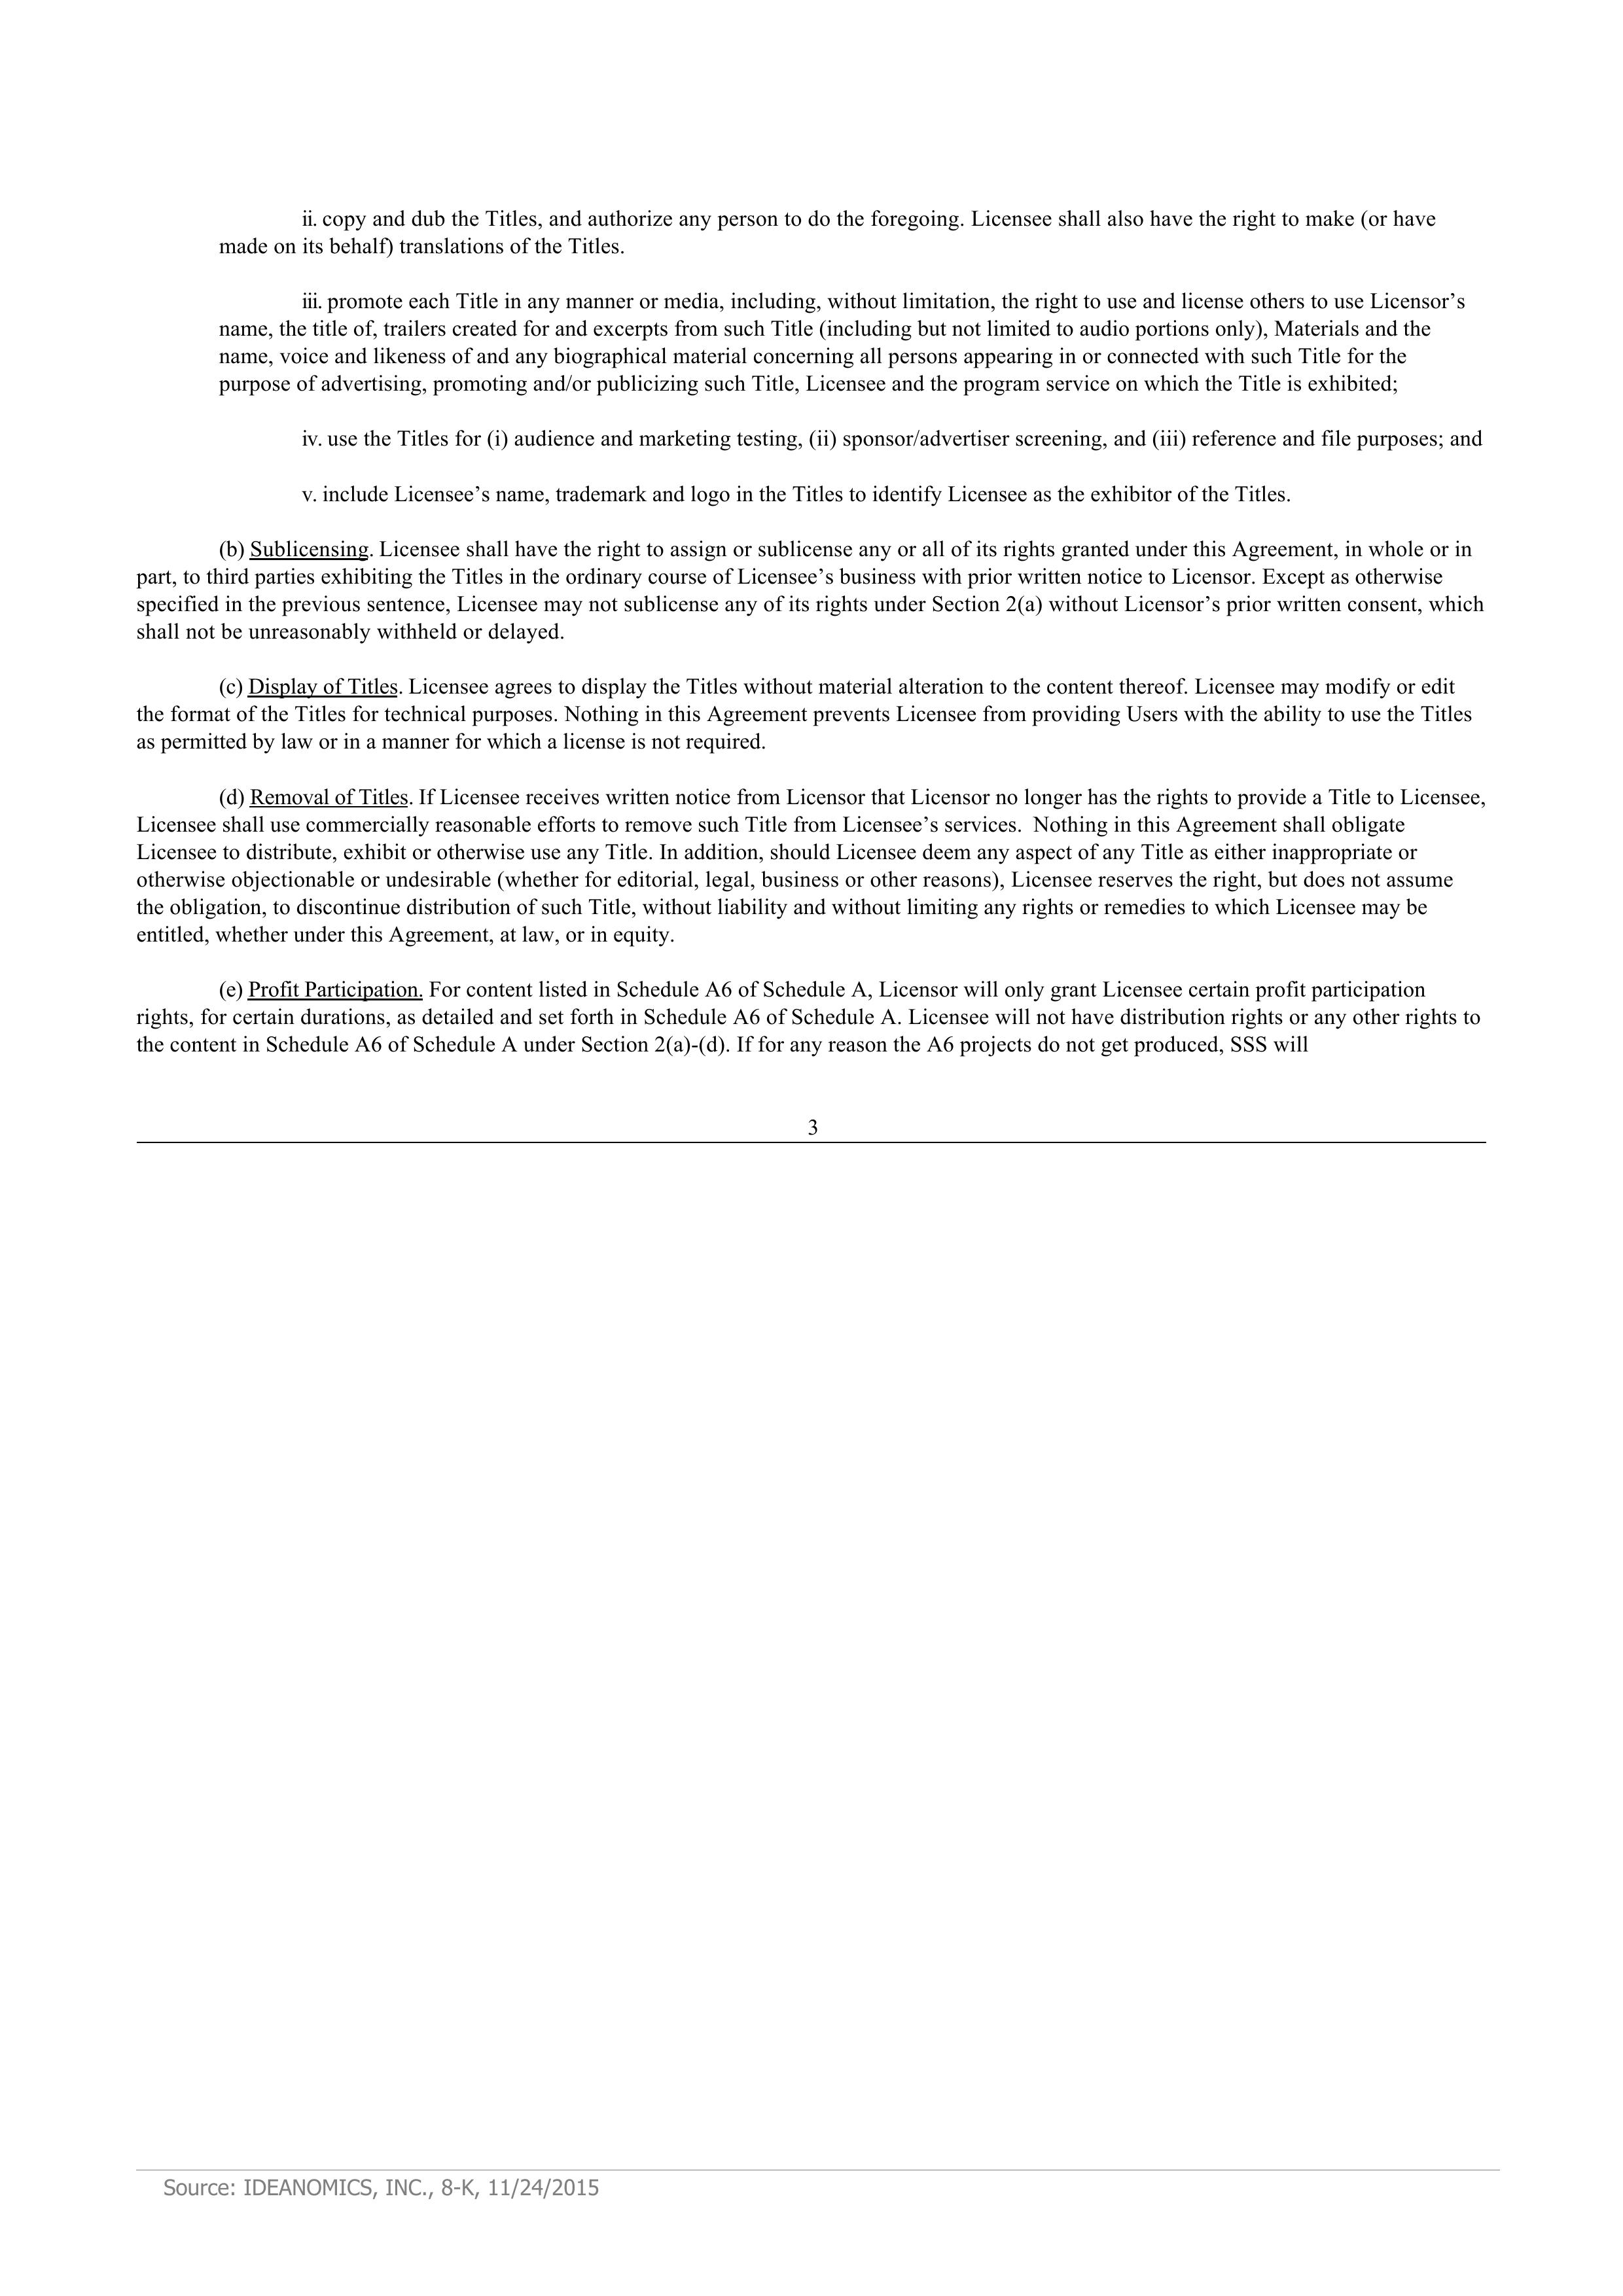 ii. copy and dub the Titles, and authorize any person to do the foregoing. Licensee shall also have the right to make (or have
made on its behalf) translations of the Titles.
iii. promote each Title in any manner or media, including, without limitation, the right to use and license others to use Licensor’s
name, the title of, trailers created for and excerpts from such Title (including but not limited to audio portions only), Materials and the
name, voice and likeness of and any biographical material concerning all persons appearing in or connected with such Title for the
purpose of advertising, promoting and/or publicizing such Title, Licensee and the program service on which the Title is exhibited;
iv. use the Titles for (i) audience and marketing testing, (ii) sponsor/advertiser screening, and (iii) reference and file purposes; and
v. include Licensee’s name, trademark and logo in the Titles to identify Licensee as the exhibitor of the Titles.
(b) Sublicensing. Licensee shall have the right to assign or sublicense any or all of its rights granted under this Agreement, in whole or in
part, to third parties exhibiting the Titles in the ordinary course of Licensee’s business with prior written notice to Licensor. Except as otherwise
specified in the previous sentence, Licensee may not sublicense any of its rights under Section 2(a) without Licensor’s prior written consent, which
shall not be unreasonably withheld or delayed.
(c) Display of Titles. Licensee agrees to display the Titles without material alteration to the content thereof. Licensee may modify or edit
the format of the Titles for technical purposes. Nothing in this Agreement prevents Licensee from providing Users with the ability to use the Titles
as permitted by law or in a manner for which a license is not required.
(d) Removal of Titles. If Licensee receives written notice from Licensor that Licensor no longer has the rights to provide a Title to Licensee,
Licensee shall use commercially reasonable efforts to remove such Title from Licensee’s services.  Nothing in this Agreement shall obligate
Licensee to distribute, exhibit or otherwise use any Title. In addition, should Licensee deem any aspect of any Title as either inappropriate or
otherwise objectionable or undesirable (whether for editorial, legal, business or other reasons), Licensee reserves the right, but does not assume
the obligation, to discontinue distribution of such Title, without liability and without limiting any rights or remedies to which Licensee may be
entitled, whether under this Agreement, at law, or in equity.
(e) Profit Participation. For content listed in Schedule A6 of Schedule A, Licensor will only grant Licensee certain profit participation
rights, for certain durations, as detailed and set forth in Schedule A6 of Schedule A. Licensee will not have distribution rights or any other rights to
the content in Schedule A6 of Schedule A under Section 2(a)-(d). If for any reason the A6 projects do not get produced, SSS will
3
Source: IDEANOMICS, INC., 8-K, 11/24/2015